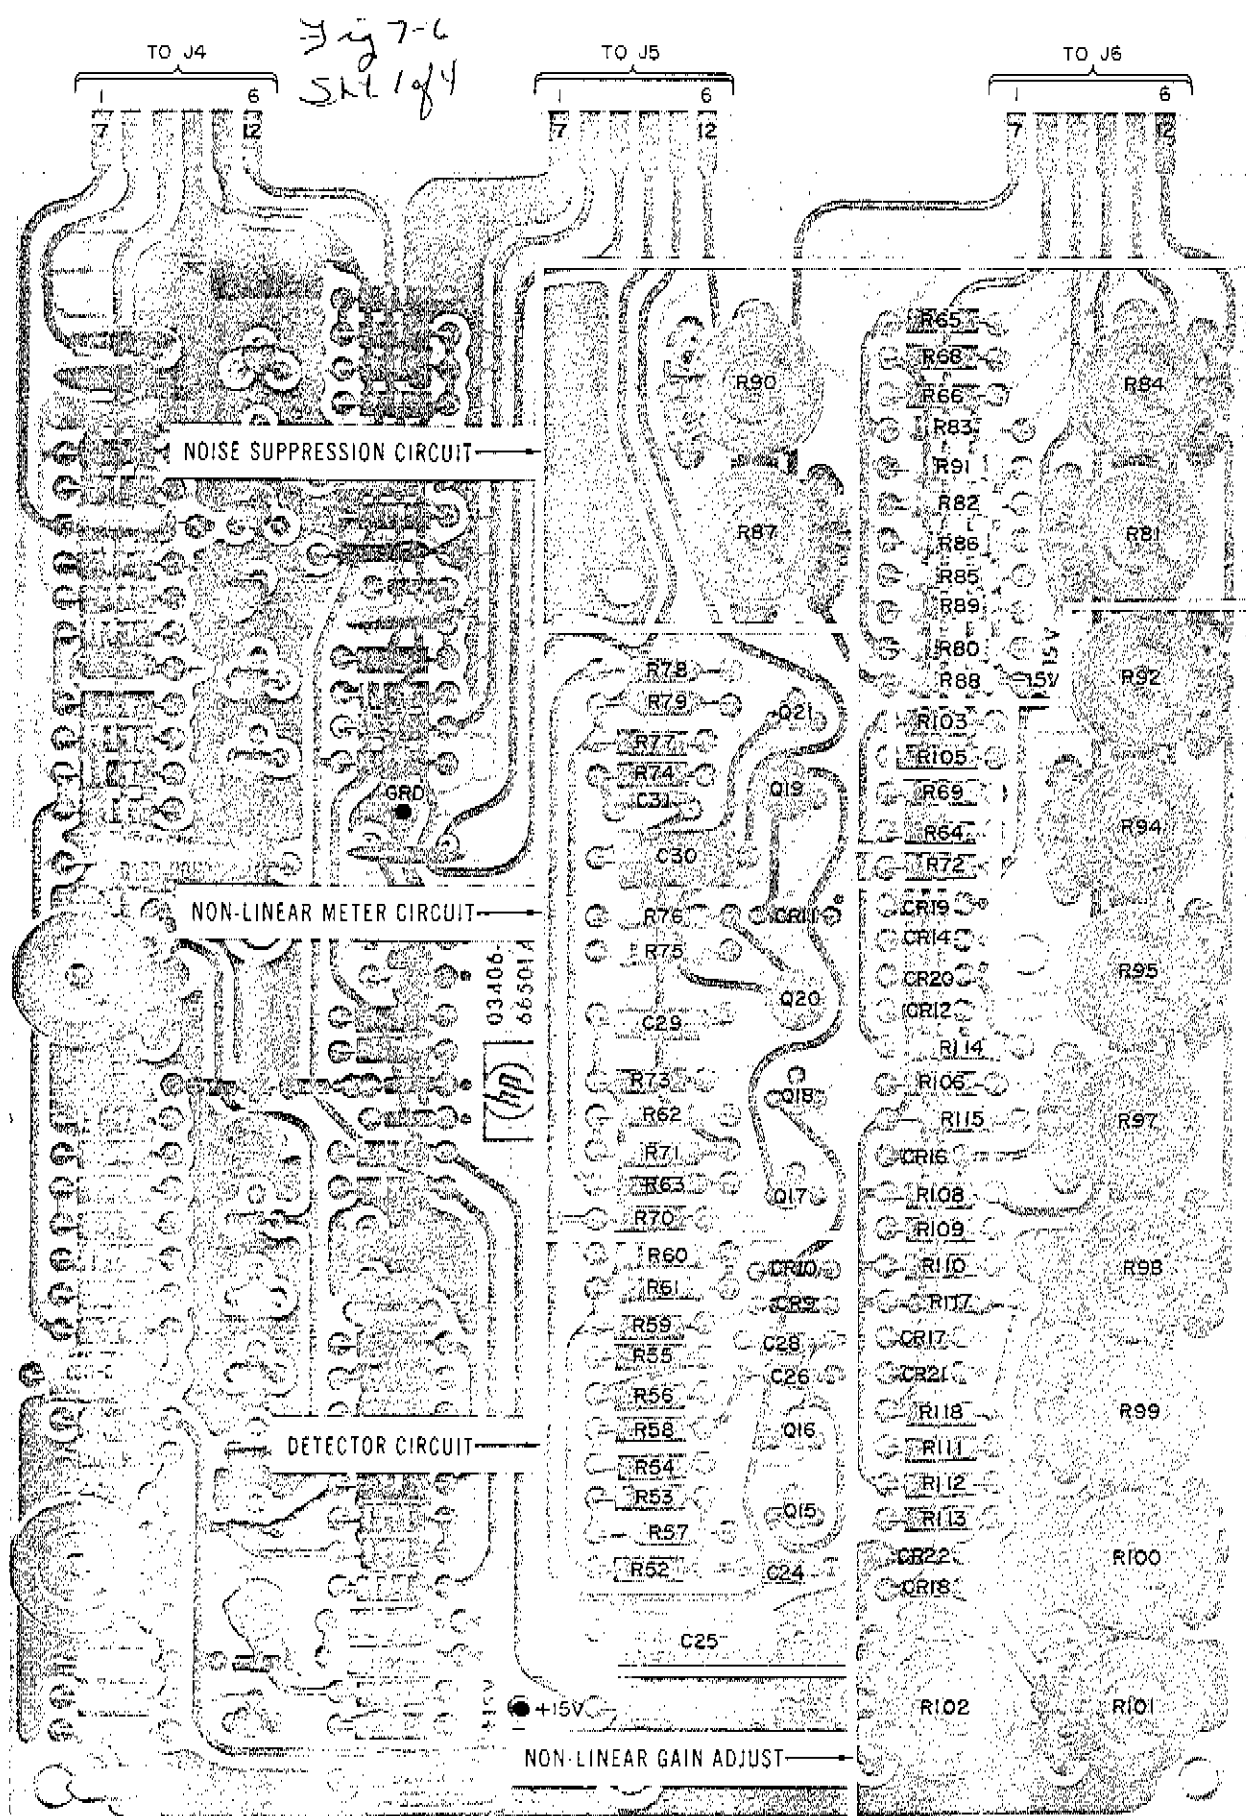 Fig 7-6
Sht 1 of 4
TO J4
TO J5
TO J6
1 6
7 12
1 6
7 12
1 6
7 12
NOISE SUPPRESSION CIRCUIT
R90
R87
R65
R68
R66
R83
R91
R82
R86
R85
R89
R80
R88
-15V
15V
R84
R81
R92
R94
R95
R97
R98
R99
R100
R101
GRD
NON-LINEAR METER CIRCUIT
03406-
66501A
hp
R78
R79
R77
R74
C31
C30
R76
R75
C29
R73
R62
R71
R63
R70
Q21
Q19
CR11
Q20
Q18
Q17
R103
R105
R69
R64
R72
CR19
CR14
CR20
CR12
R114
R106
R115
CR16
R108
R109
R110
R117
CR17
CR21
R118
R111
R112
R113
CR22
CR18
R102
DETECTOR CIRCUIT
R60
R61
R59
R55
R56
R58
R54
R53
R57
R52
CR10
CR9
C28
C26
Q16
Q15
C24
C25
+15V
+15V
NON-LINEAR GAIN ADJUST